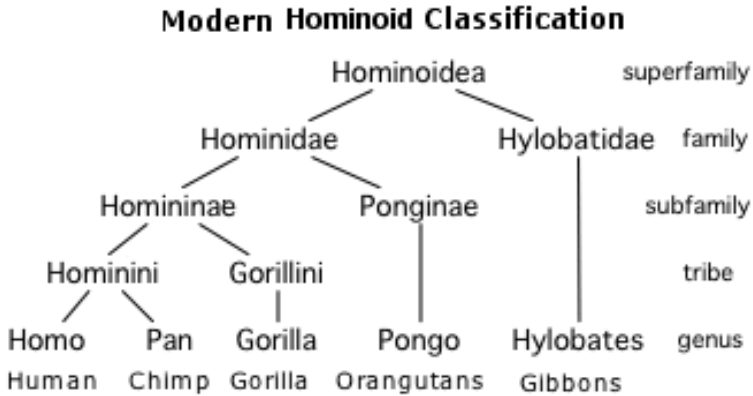 Modern Hominoid Classification
Hominoidea superfamily
Hominidae Hylobatidae family
Homininae Ponginae subfamily
Hominini Gorillini tribe
Homo Pan Gorilla Pongo Hylobates genus
Human Chimp Gorilla Orangutans Gibbons